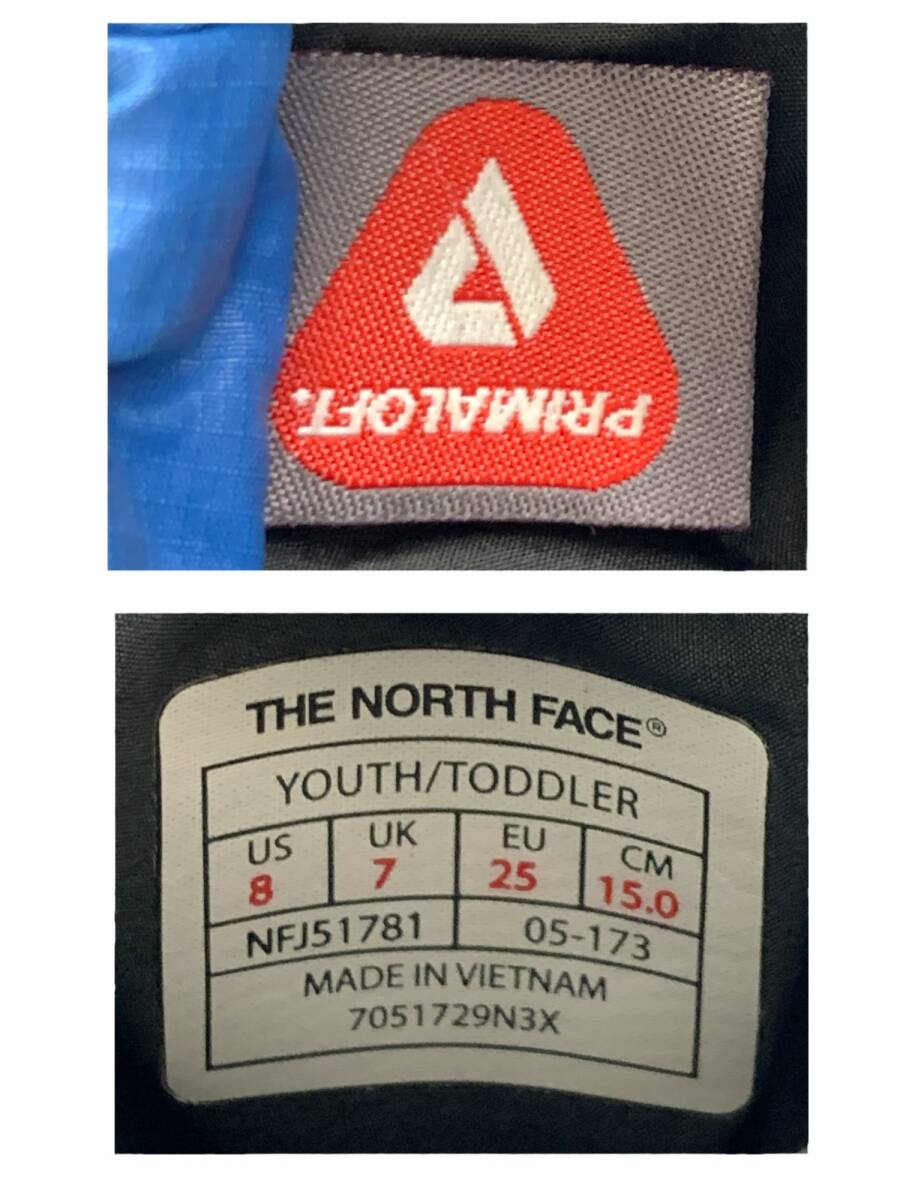 PRIMALOFT.
THE NORTH FACE®
YOUTH/TODDLER
US UK EU CM
8 7 25 15.0
NFJ51781 05-173
MADE IN VIETNAM
7051729N3X